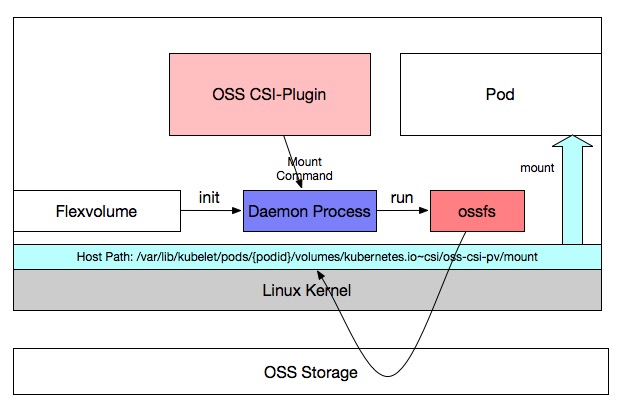 OSS CSI-Plugin
Pod
Mount
Command
mount
Flexvolume
init
Daemon Process
run
ossfs
Host Path: /var/lib/kubelet/pods/{podid}/volumes/kubernetes.io~csi/oss-csi-pv/mount
Linux Kernel
OSS Storage